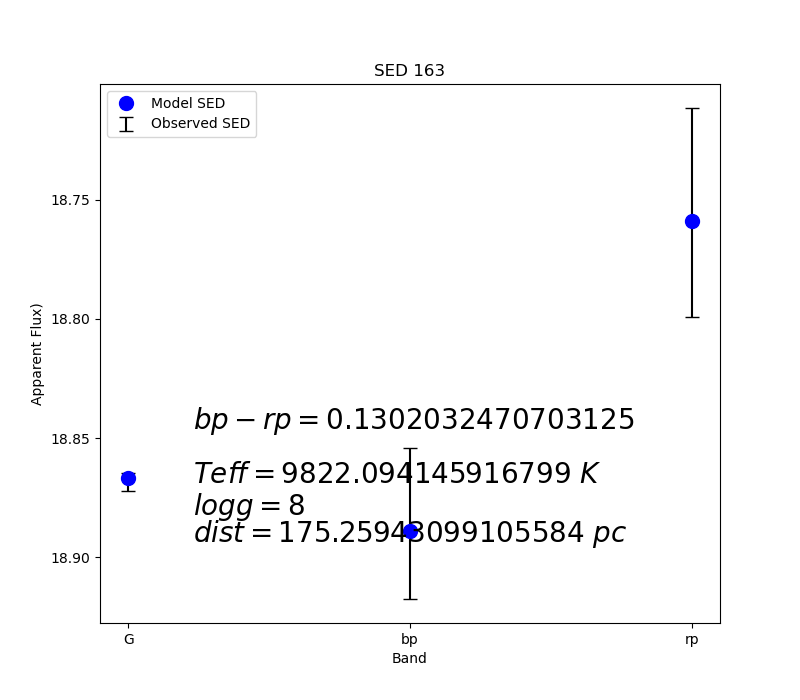 SED 163
Model SED
Observed SED
Apparent Flux)
18.75
18.80
18.85
18.90
bp − rp = 0.1302032470703125
Teff = 9822.094145916799 K
logg = 8
dist = 175.25943099105584 pc
G
bp
rp
Band